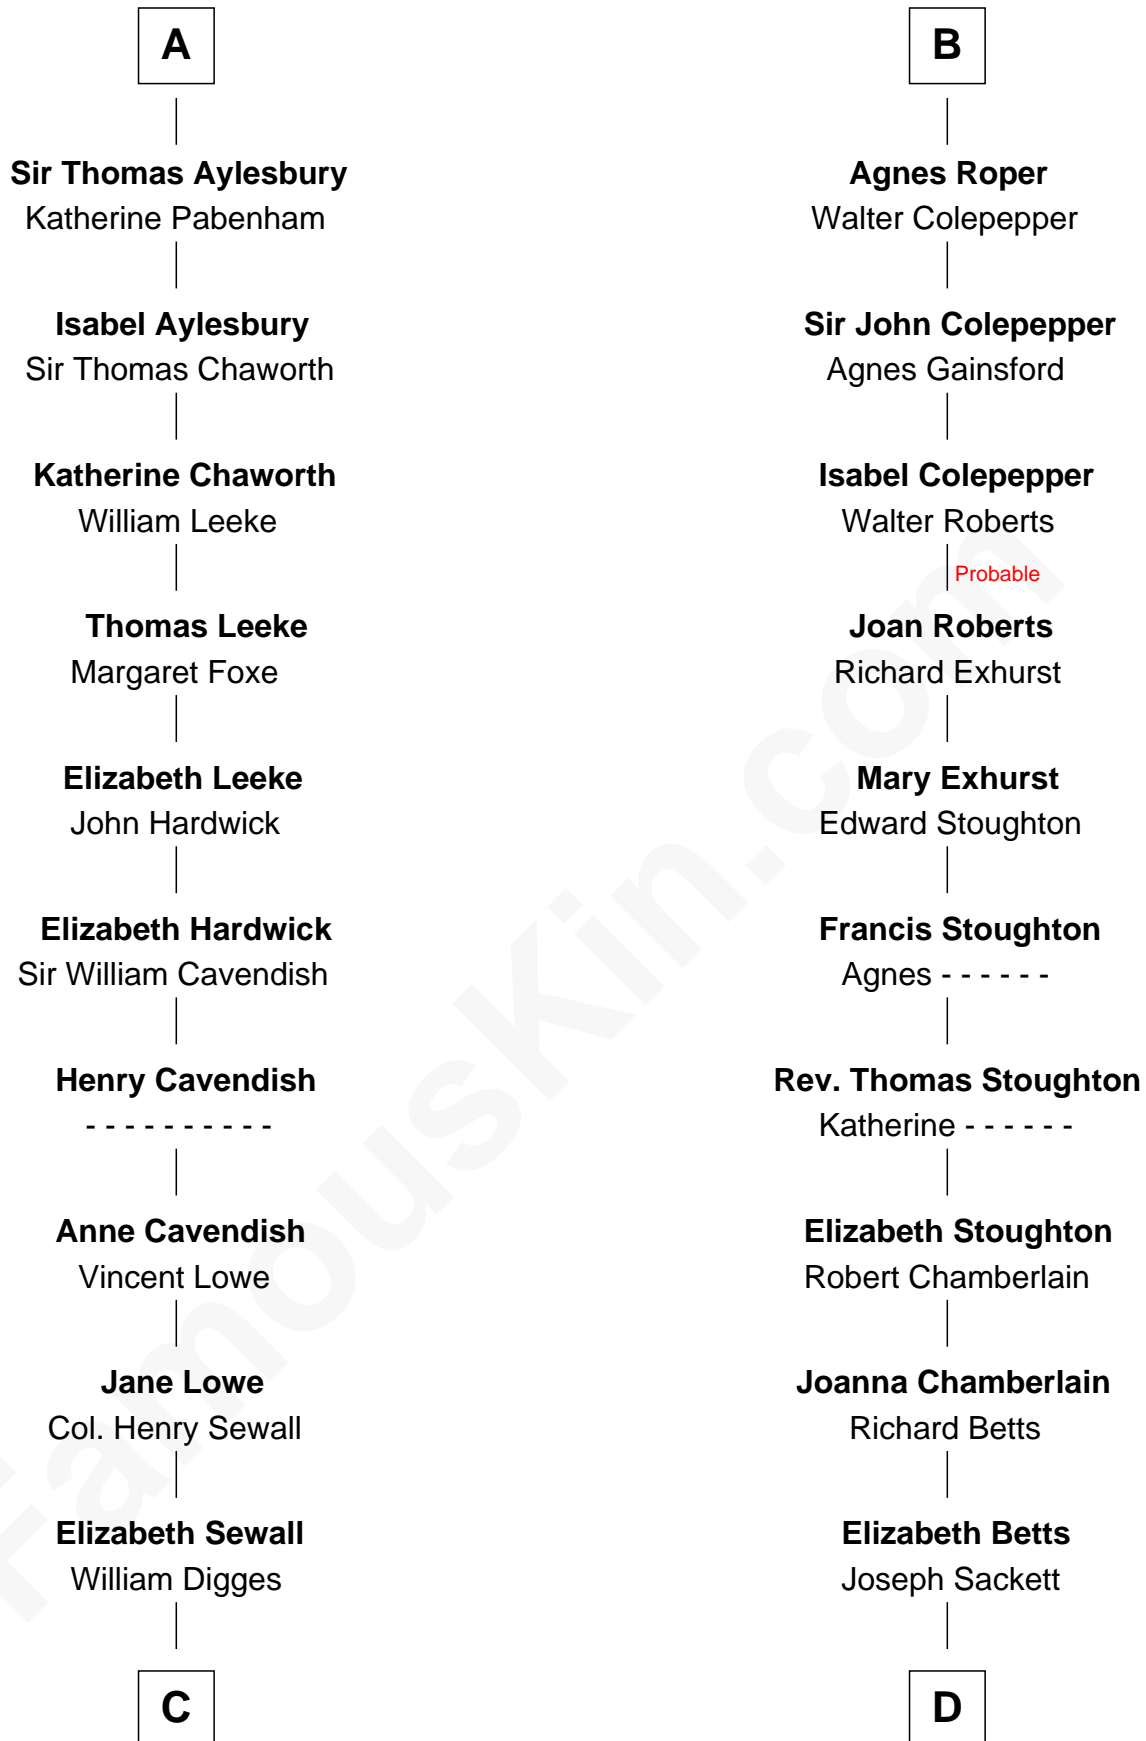 A
Sir Thomas Aylesbury
Katherine Pabenham
Isabel Aylesbury
Sir Thomas Chaworth
Katherine Chaworth
William Leeke
Thomas Leeke
Margaret Foxe
Elizabeth Leeke
John Hardwick
Elizabeth Hardwick
Sir William Cavendish
Henry Cavendish
- - - - - - - - - -
Anne Cavendish
Vincent Lowe
Jane Lowe
Col. Henry Sewall
Elizabeth Sewall
William Digges
C
B
Agnes Roper
Walter Colepepper
Sir John Colepepper
Agnes Gainsford
Isabel Colepepper
Walter Roberts
Probable
Joan Roberts
Richard Exhurst
Mary Exhurst
Edward Stoughton
Francis Stoughton
Agnes - - - - - -
Rev. Thomas Stoughton
Katherine - - - - - -
Elizabeth Stoughton
Robert Chamberlain
Joanna Chamberlain
Richard Betts
Elizabeth Betts
Joseph Sackett
D
FamousKin.com